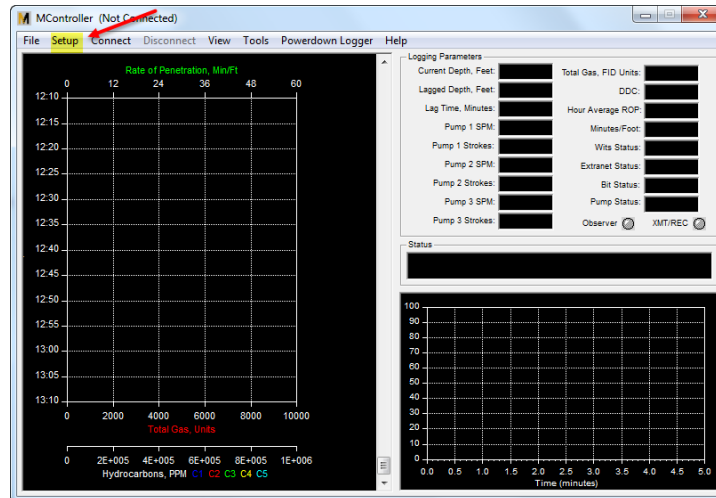 MController (Not Connected)
File Setup Connect Disconnect View Tools Powerdown Logger Help
Rate of Penetration, Min/Ft
0 12 24 36 48 60
12:10
12:15
12:20
12:25
12:30
12:35
12:40
12:45
12:50
12:55
13:00
13:05
13:10
0 2000 4000 6000 8000 10000
Total Gas, Units
0 2E+005 4E+005 6E+005 8E+005 1E+006
Hydrocarbons, PPM C1 C2 C3 C4 C5
Logging Parameters
Current Depth, Feet: Total Gas, FID Units:
Lagged Depth, Feet: DDC:
Lag Time, Minutes: Hour Average ROP:
Pump 1 SPM: Minutes/Foot:
Pump 1 Strokes: Wits Status:
Pump 2 SPM: Extranet Status:
Pump 2 Strokes: Bit Status:
Pump 3 SPM: Pump Status:
Pump 3 Strokes: Observer XMT/REC
Status
100
90
80
70
60
50
40
30
20
10
0
0.0 0.5 1.0 1.5 2.0 2.5 3.0 3.5 4.0 4.5 5.0
Time (minutes)